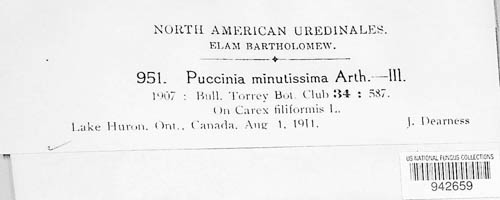 NORTH AMERICAN UREDINALES.
ELAM BARTHOLOMEW.
951. Puccinia minutissima Arth.—III.
1907 : Bull. Torrey Bot. Club 34 : 587.
On Carex filiformis L.
Lake Huron, Ont., Canada, Aug. 1, 1911. J. Dearness
US NATIONAL FUNGUS COLLECTIONS
942659